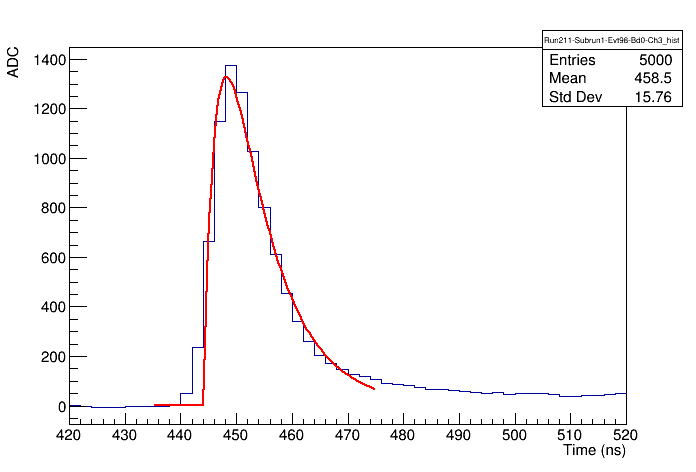 Run211-Subrun1-Evt98-Bd0-Ch3_hist
Entries 5000
Mean 458.5
Std Dev 15.76
ADC
1400
1200
1000
800
600
400
200
0
420 430 440 450 460 470 480 490 500 510 520
Time (ns)